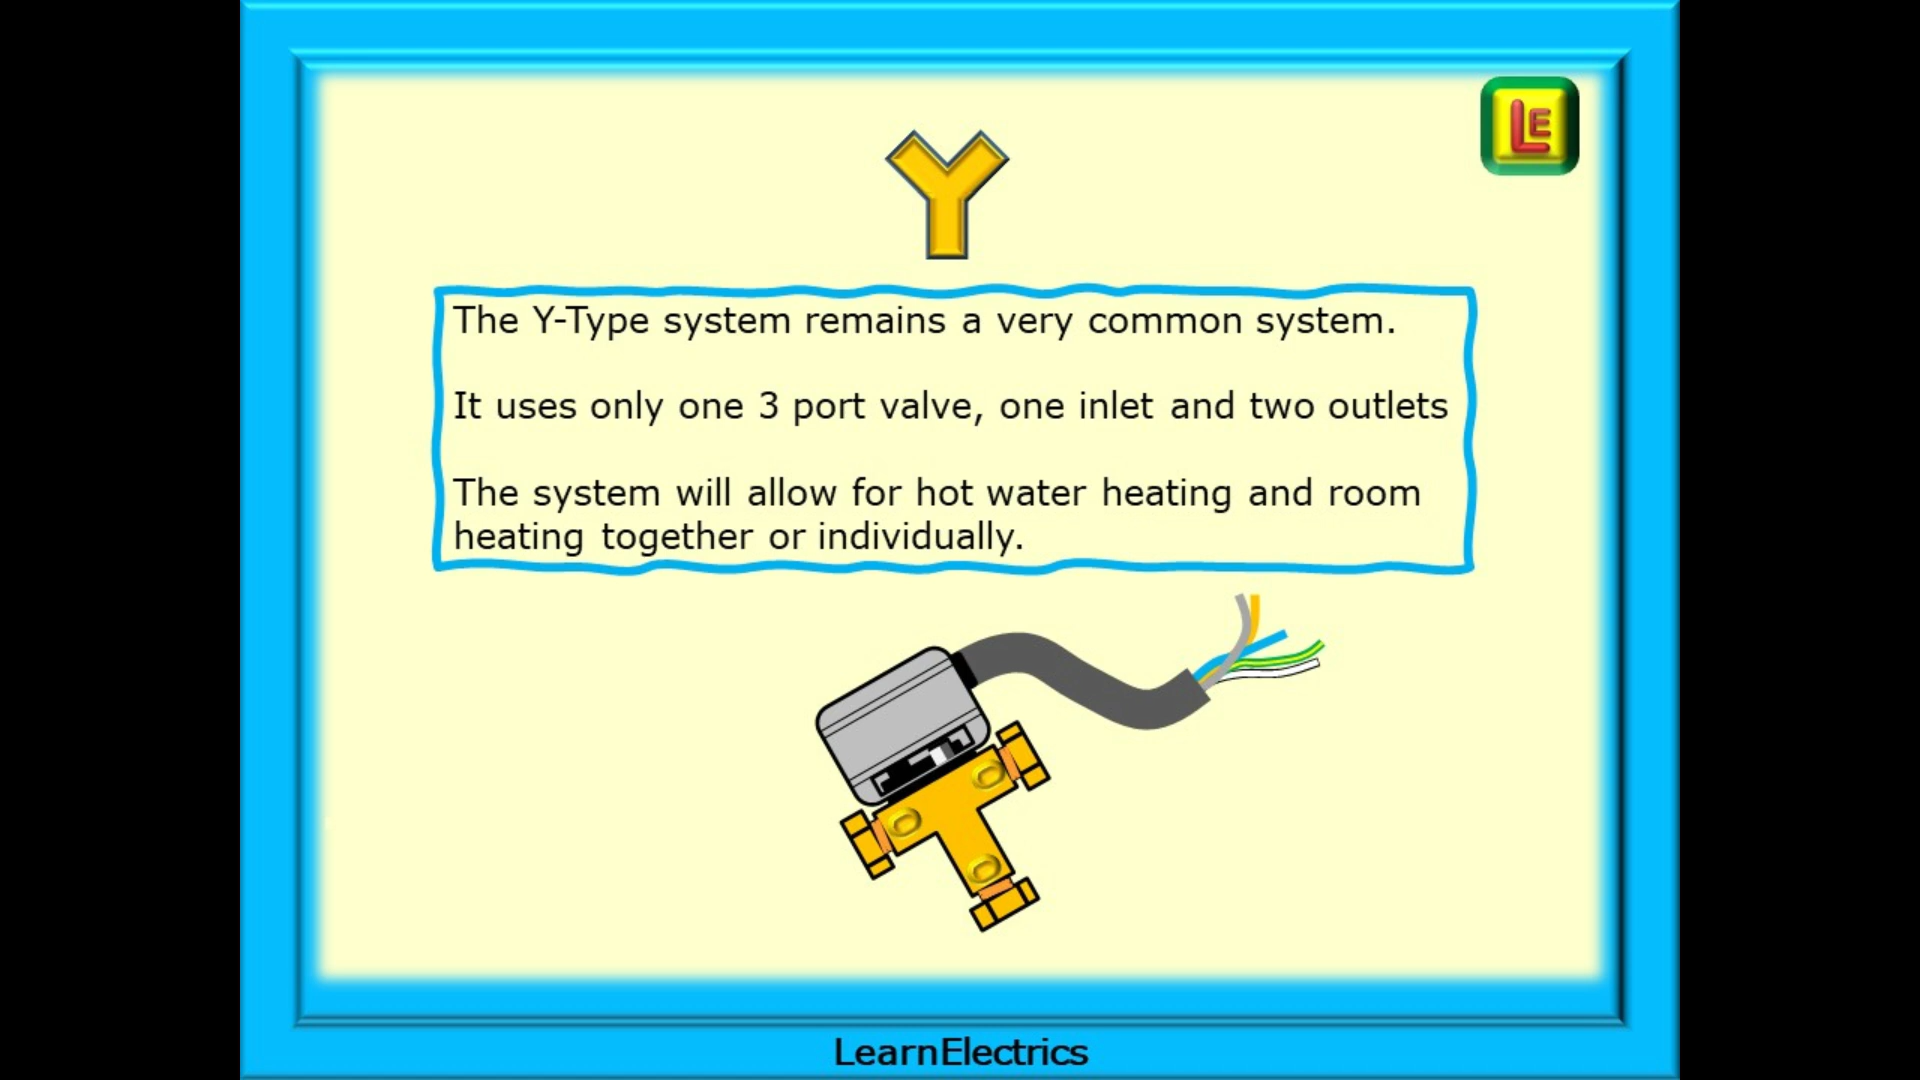 LE
Y
The Y-Type system remains a very common system.
It uses only one 3 port valve, one inlet and two outlets
The system will allow for hot water heating and room
heating together or individually.
LearnElectrics